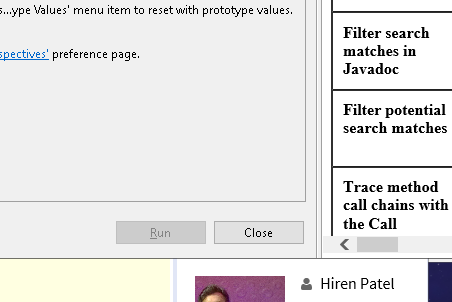 s...ype Values' menu item to reset with prototype values.
spectives' preference page.
Run
Close
Filter search
matches in
Javadoc
Filter potential
search matches
Trace method
call chains with
the Call
Hiren Patel